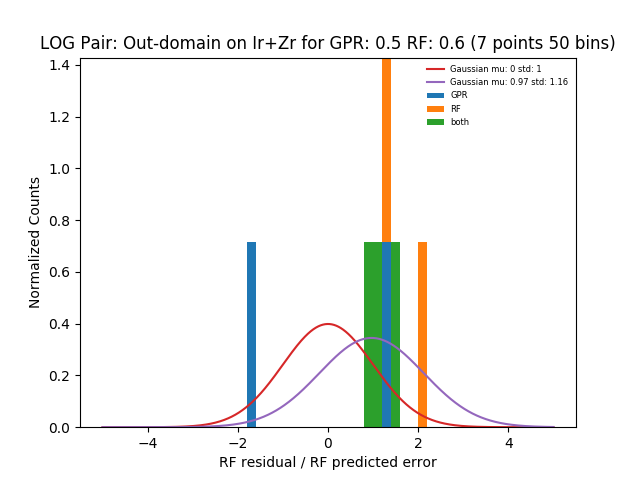 LOG Pair: Out-domain on Ir+Zr for GPR: 0.5 RF: 0.6 (7 points 50 bins)
Gaussian mu: 0 std: 1
Gaussian mu: 0.97 std: 1.16
GPR
RF
both
Normalized Counts
1.4
1.2
1.0
0.8
0.6
0.4
0.2
0.0
−4 −2 0 2 4
RF residual / RF predicted error